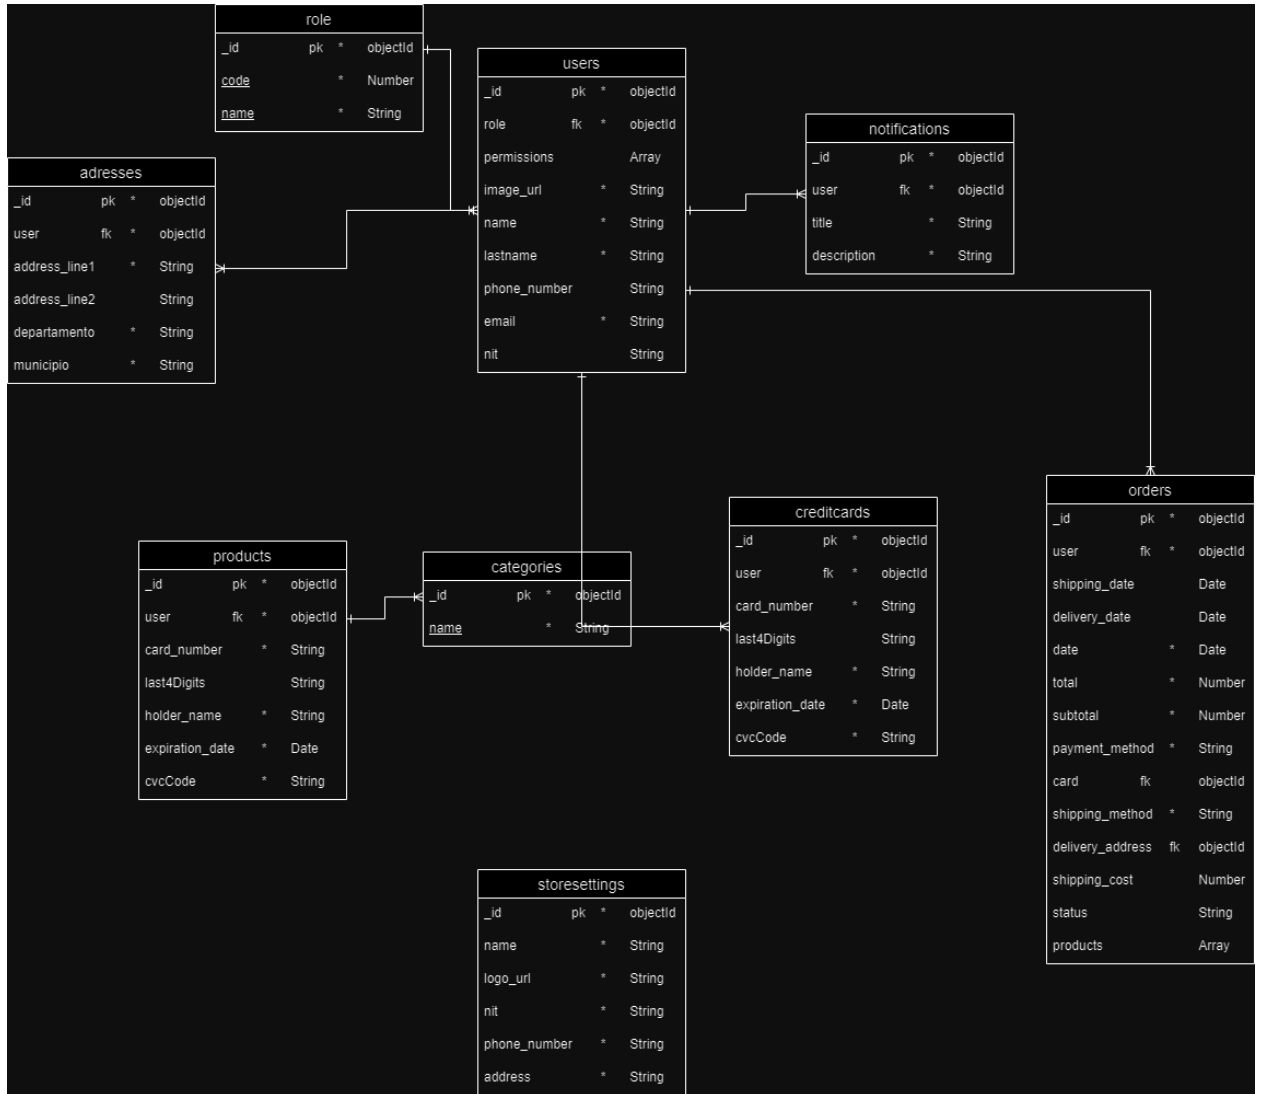 role
_id pk * objectId
code * Number
name * String
users
_id pk * objectId
role fk * objectId
permissions Array
image_url * String
name * String
lastname * String
phone_number String
email * String
nit String
notifications
_id pk * objectId
user fk * objectId
title * String
description * String
adresses
_id pk * objectId
user fk * objectId
address_line1 * String
address_line2 String
departamento * String
municipio * String
orders
_id pk * objectId
user fk * objectId
shipping_date Date
delivery_date Date
date * Date
total * Number
subtotal * Number
payment_method * String
card fk objectId
shipping_method * String
delivery_address fk objectId
shipping_cost Number
status String
products Array
creditcards
_id pk * objectId
user fk * objectId
card_number * String
last4Digits String
holder_name * String
expiration_date * Date
cvcCode * String
products
_id pk * objectId
user fk * objectId
card_number * String
last4Digits String
holder_name * String
expiration_date * Date
cvcCode * String
categories
_id pk * objectId
name * String
storesettings
_id pk * objectId
name * String
logo_url * String
nit * String
phone_number * String
address * String